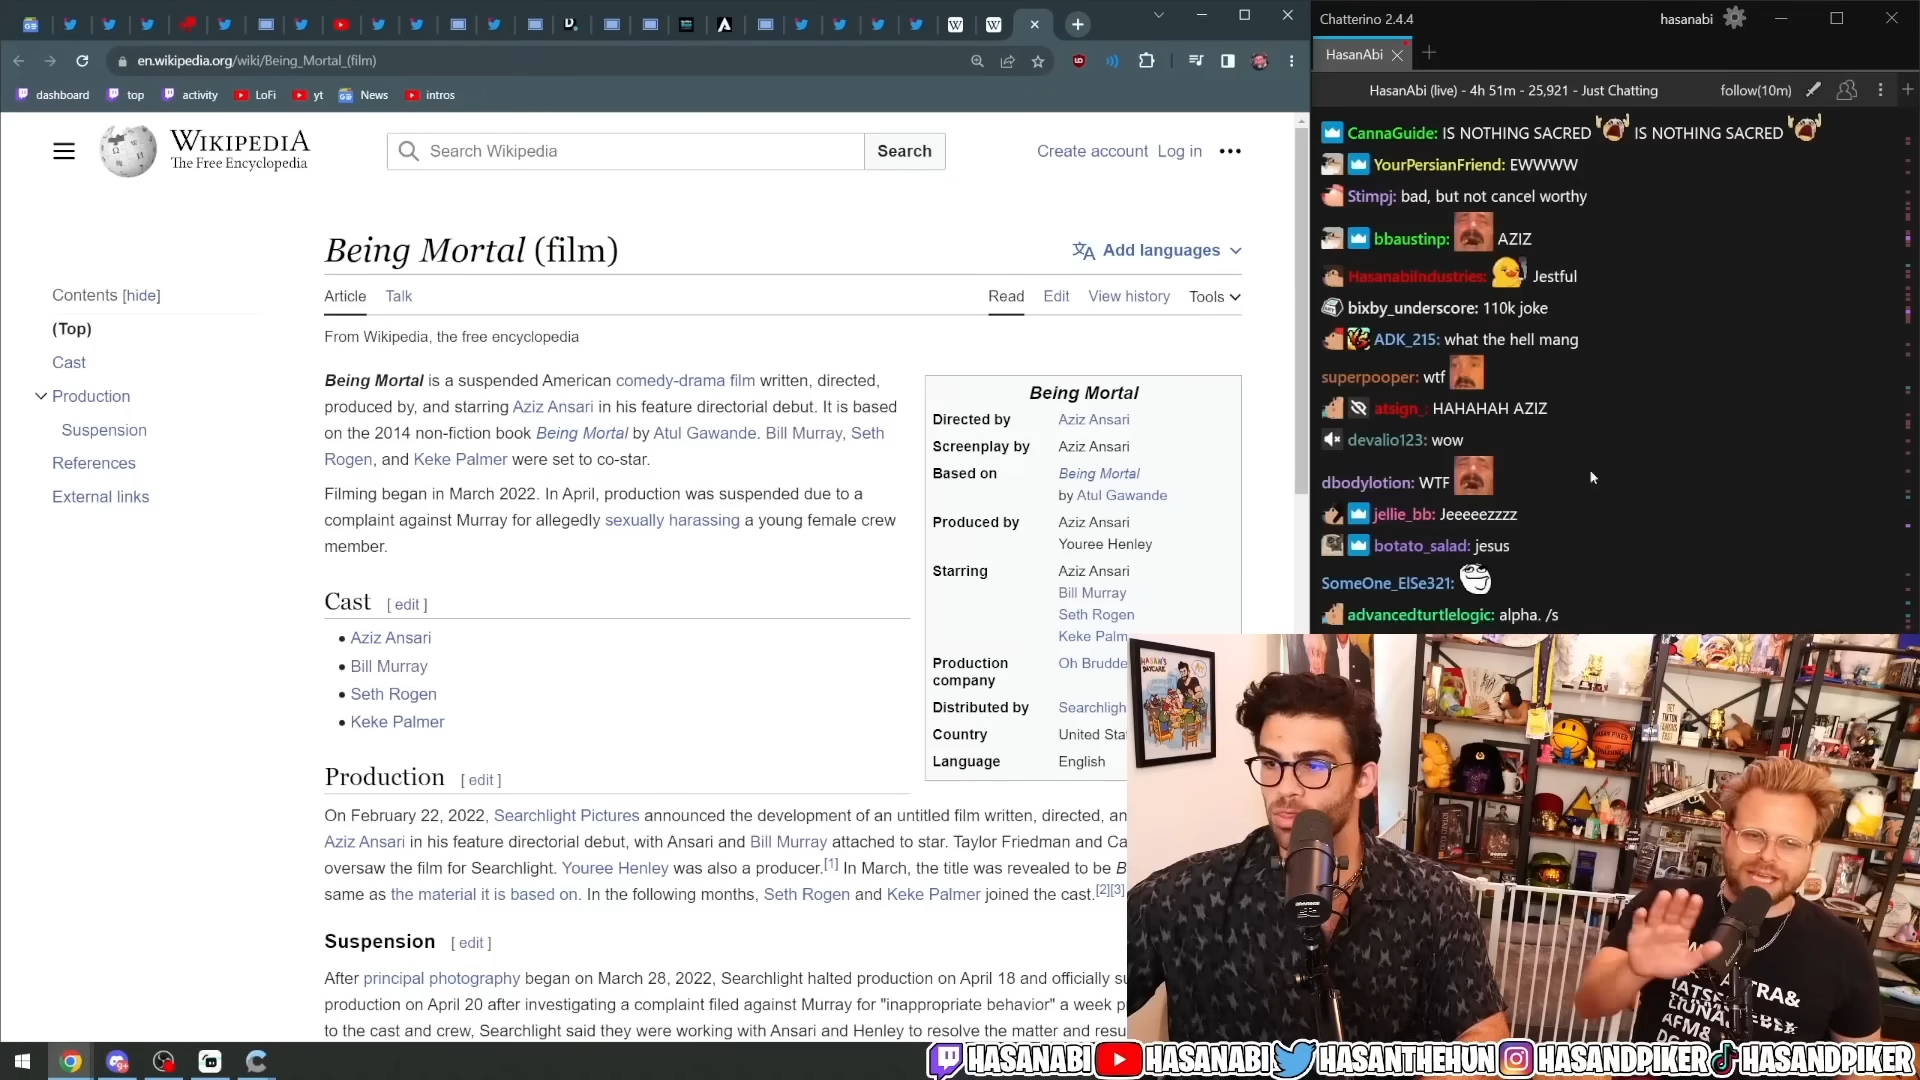 en.wikipedia.org/wiki/Being_Mortal_(film)
dashboard
top
activity
LoFi
yt
News
intros
WIKIPEDIA
The Free Encyclopedia
Search Wikipedia
Search
Create account
Log in
Being Mortal (film)
Add languages
Article
Talk
Read
Edit
View history
Tools
From Wikipedia, the free encyclopedia
Contents [hide]
(Top)
Cast
Production
Suspension
References
External links
Being Mortal is a suspended American comedy-drama film written, directed,
produced by, and starring Aziz Ansari in his feature directorial debut. It is based
on the 2014 non-fiction book Being Mortal by Atul Gawande. Bill Murray, Seth
Rogen, and Keke Palmer were set to co-star.
Filming began in March 2022. In April, production was suspended due to a
complaint against Murray for allegedly sexually harassing a young female crew
member.
Being Mortal
Directed by Aziz Ansari
Screenplay by Aziz Ansari
Based on Being Mortal
by Atul Gawande
Produced by Aziz Ansari
Youree Henley
Starring Aziz Ansari
Bill Murray
Seth Rogen
Keke Palm
Production Oh Brudde
company
Distributed by Searchligh
Country United Sta
Language English
Cast [ edit ]
Aziz Ansari
Bill Murray
Seth Rogen
Keke Palmer
Production [ edit ]
On February 22, 2022, Searchlight Pictures announced the development of an untitled film written, directed, an
Aziz Ansari in his feature directorial debut, with Ansari and Bill Murray attached to star. Taylor Friedman and Ca
oversaw the film for Searchlight. Youree Henley was also a producer.[1] In March, the title was revealed to be B
same as the material it is based on. In the following months, Seth Rogen and Keke Palmer joined the cast.[2][3]
Suspension [ edit ]
After principal photography began on March 28, 2022, Searchlight halted production on April 18 and officially su
production on April 20 after investigating a complaint filed against Murray for "inappropriate behavior" a week p
to the cast and crew, Searchlight said they were working with Ansari and Henley to resolve the matter and resu
Chatterino 2.4.4
hasanabi
HasanAbi
HasanAbi (live) - 4h 51m - 25,921 - Just Chatting
follow(10m)
CannaGuide: IS NOTHING SACRED IS NOTHING SACRED
YourPersianFriend: EWWWW
Stimpj: bad, but not cancel worthy
bbaustinp: AZIZ
HasanabiIndustries: Jestful
bixby_underscore: 110k joke
ADK_215: what the hell mang
superpooper: wtf
atsign_: HAHAHAH AZIZ
devalio123: wow
dbodylotion: WTF
jellie_bb: Jeeeeezzzz
botato_salad: jesus
SomeOne_ElSe321:
advancedturtlelogic: alpha. /s
HASAN'S
DAYCARE
HASANABI
HASANABI
HASANTHEHUN
HASANDPIKER
HASANDPIKER